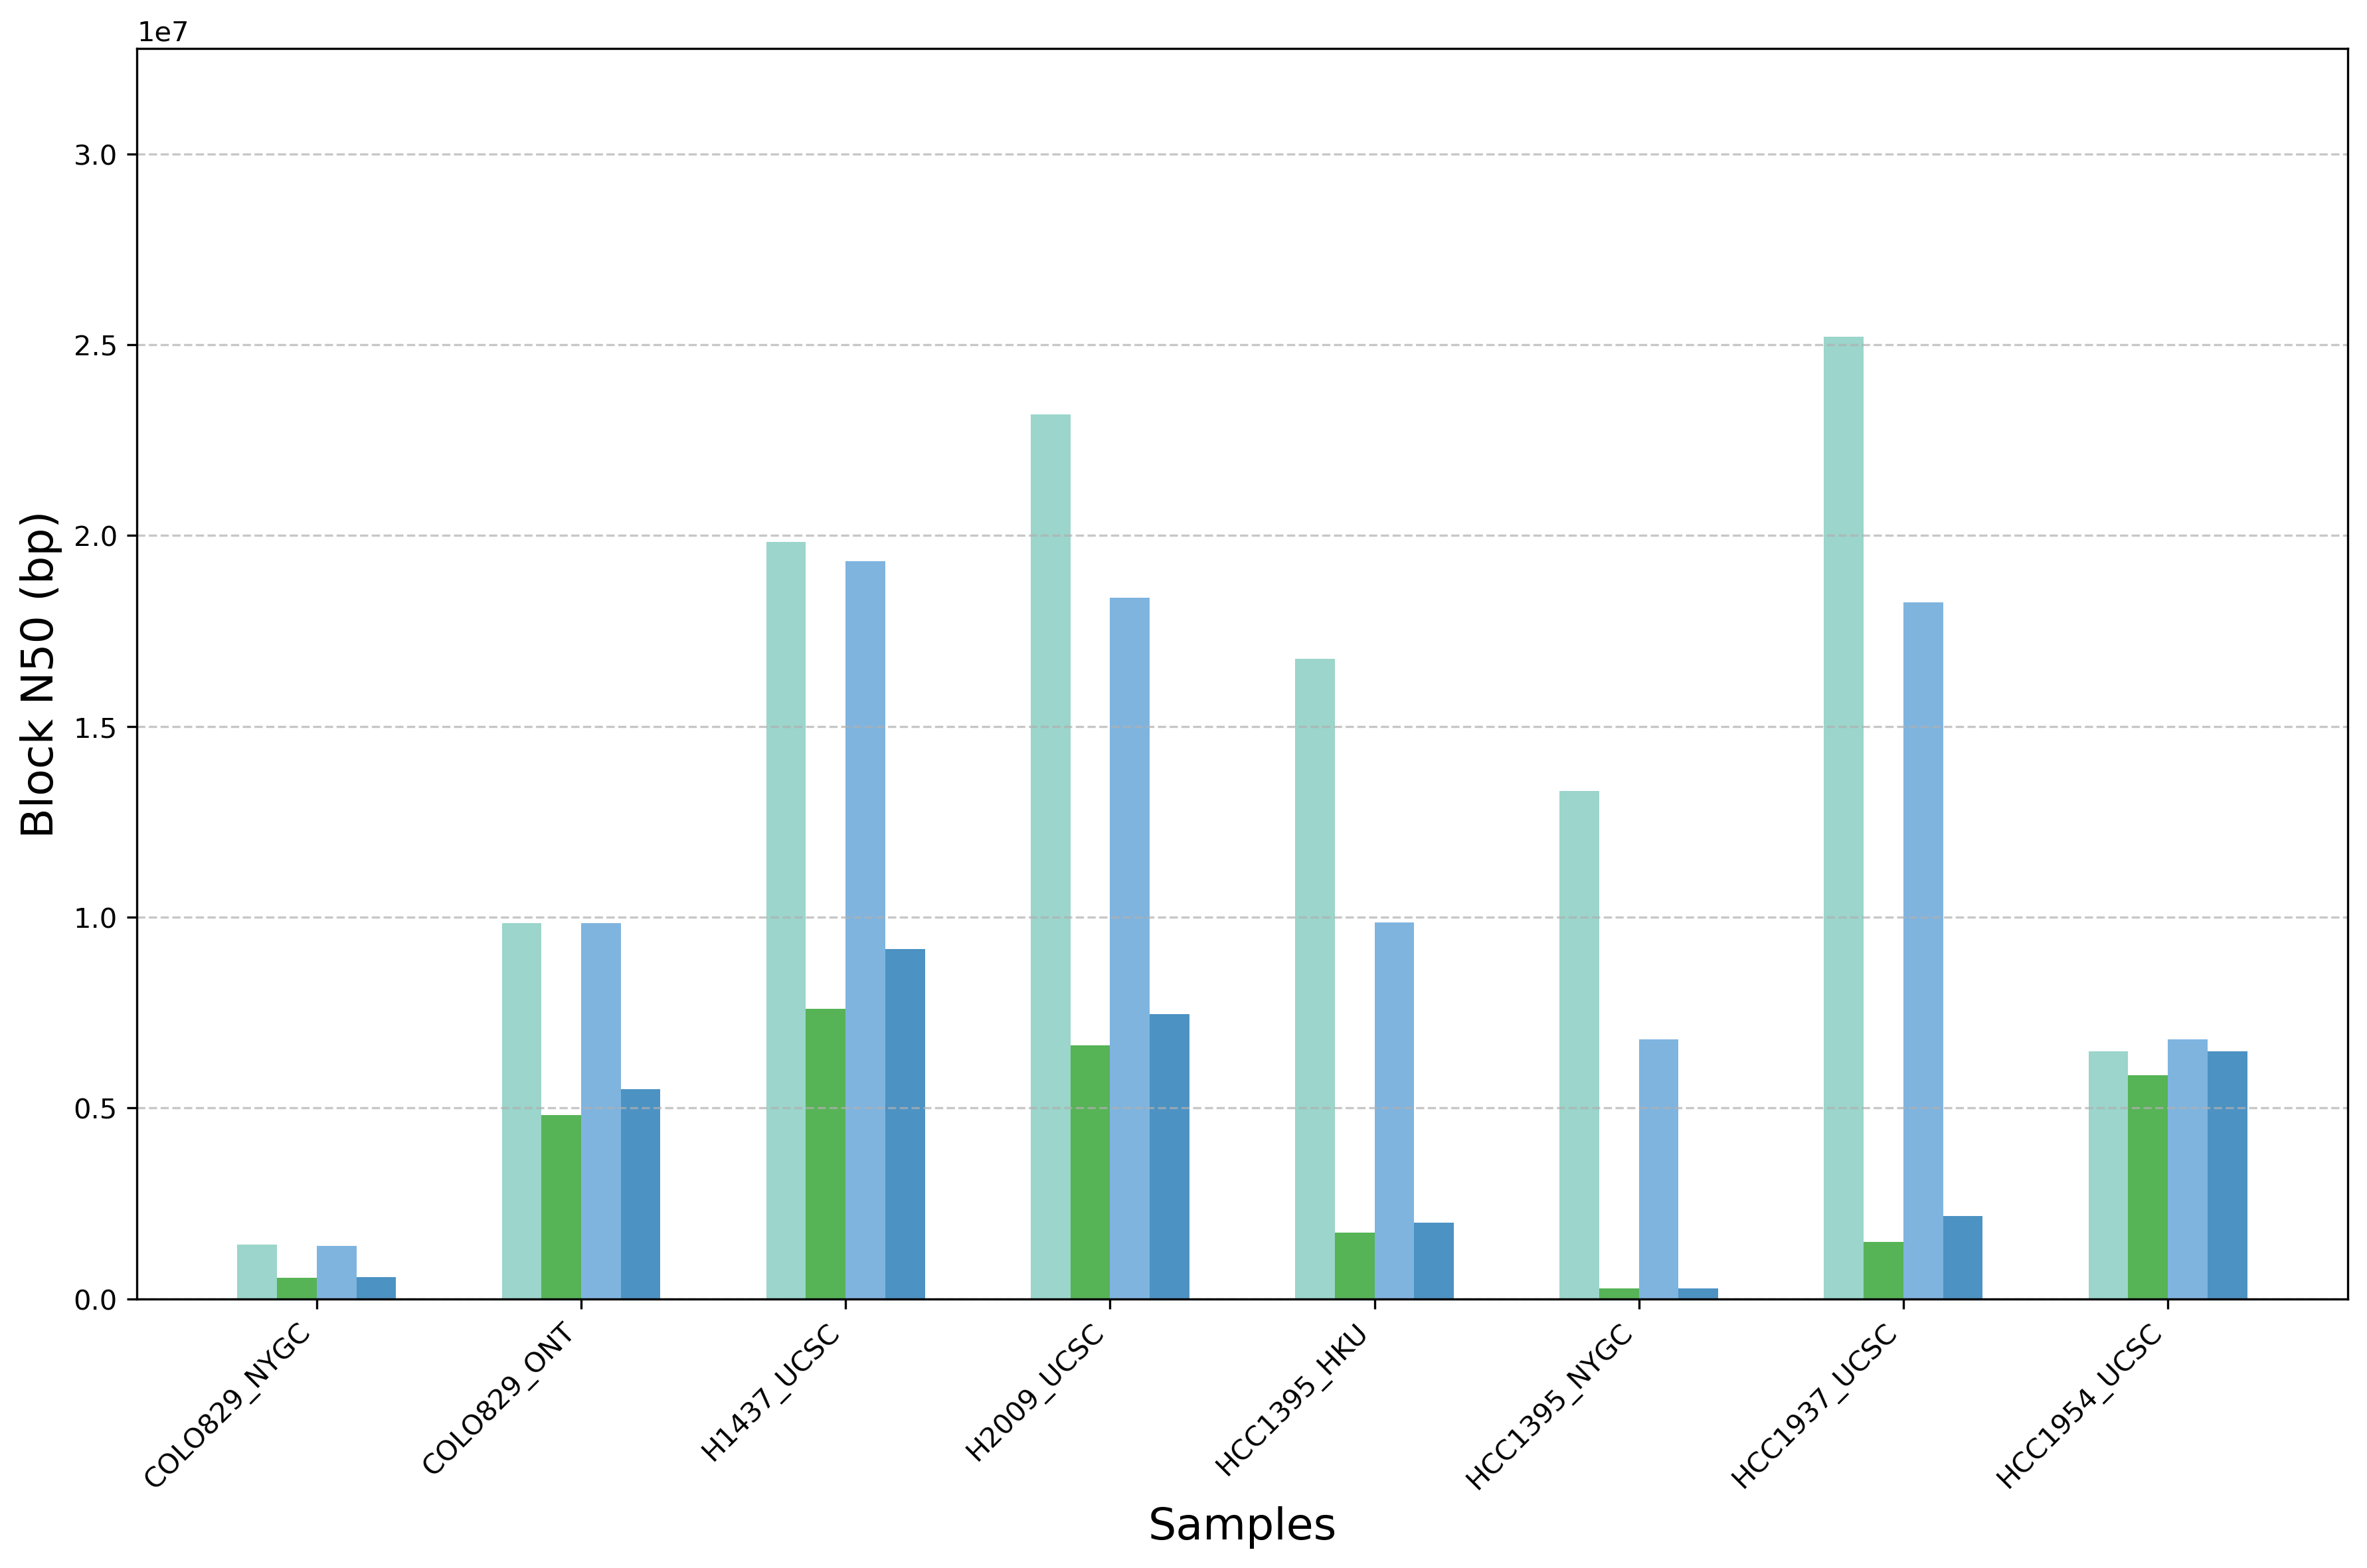 1e7
3.0
2.5
2.0
1.5
1.0
0.5
0.0
Block N50 (bp)
COLO829_NYGC
COLO829_ONT
H1437_UCSC
H2009_UCSC
HCC1395_HKU
HCC1395_NYGC
HCC1937_UCSC
HCC1954_UCSC
Samples